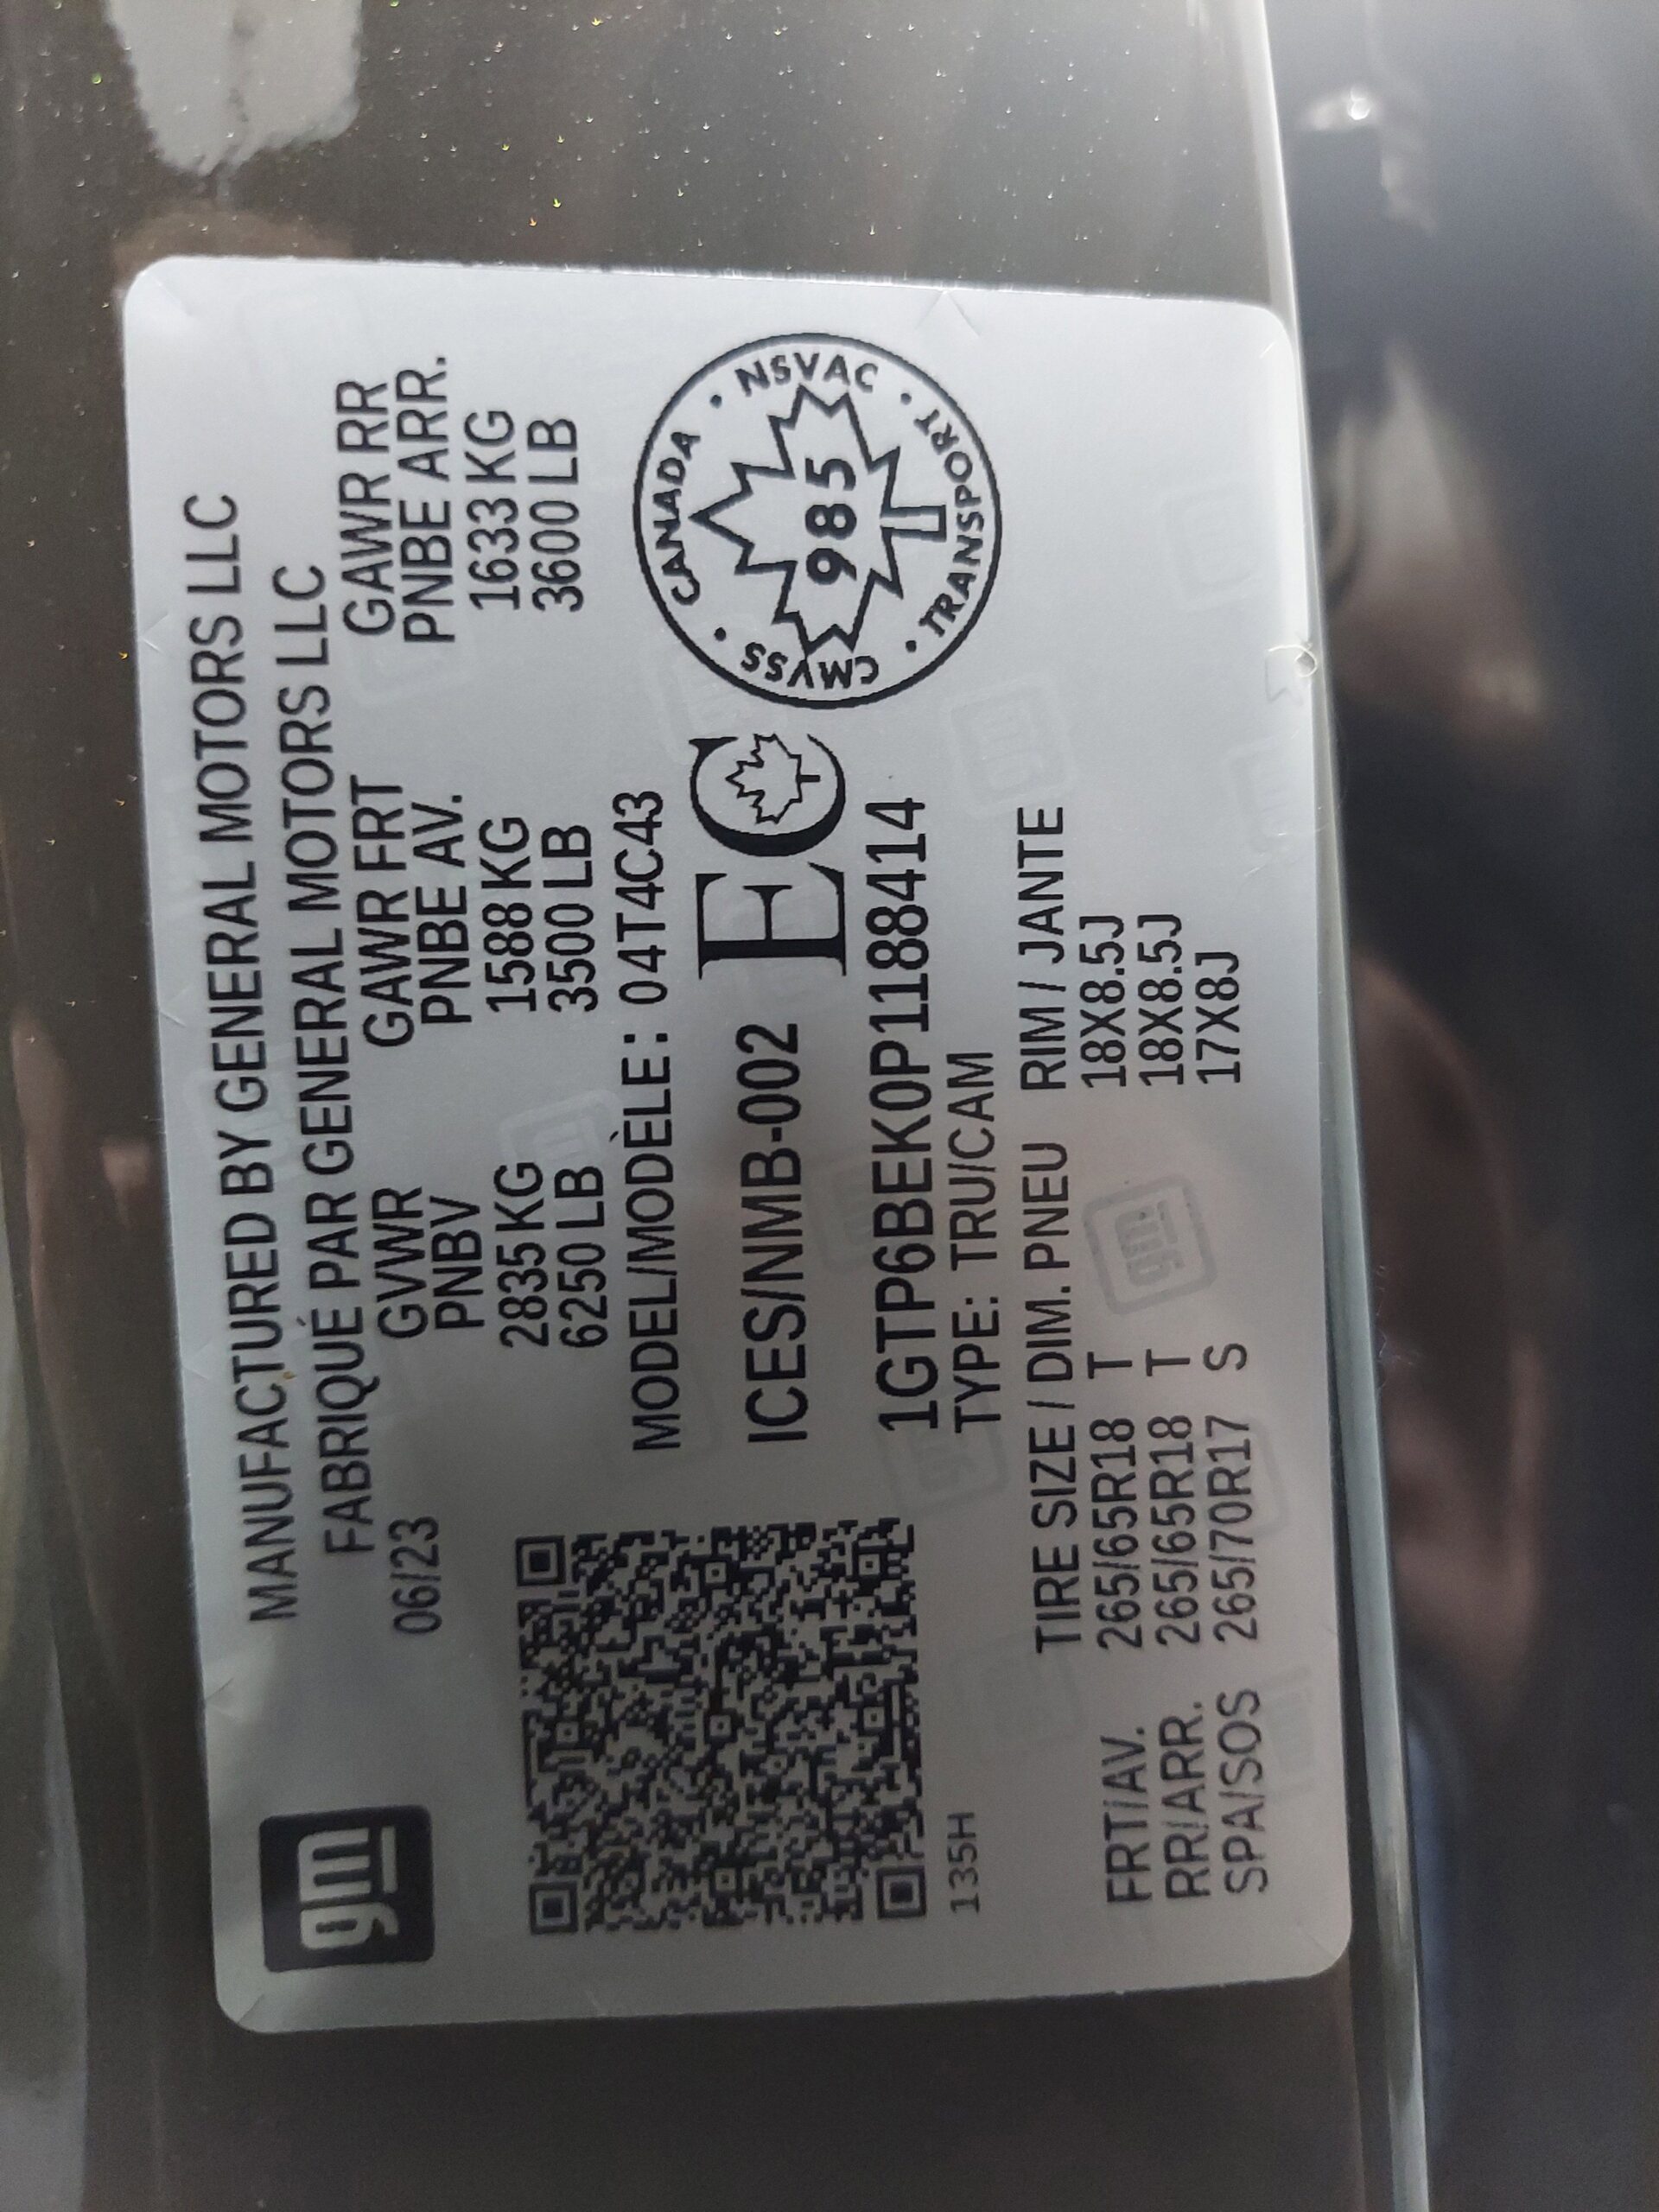 gm
MANUFACTURED BY GENERAL MOTORS LLC
FABRIQUÉ PAR GENERAL MOTORS LLC
06/23
GVWR GAWR FRT GAWR RR
PNBV PNBE AV. PNBE ARR.
2835 KG 1588 KG 1633 KG
6250 LB 3500 LB 3600 LB
MODEL/MODÈLE: 04T4C43
ICES/NMB-002 EC
CANADA • NSVAC • TRANSPORT • CMVSS •
985
1GTP6BEK0P1188414
TYPE: TRU/CAM
135H
TIRE SIZE / DIM. PNEU RIM / JANTE
FRT/AV. 265/65R18 T 18X8.5J
RR/ARR. 265/65R18 T 18X8.5J
SPA/SOS 265/70R17 S 17X8J